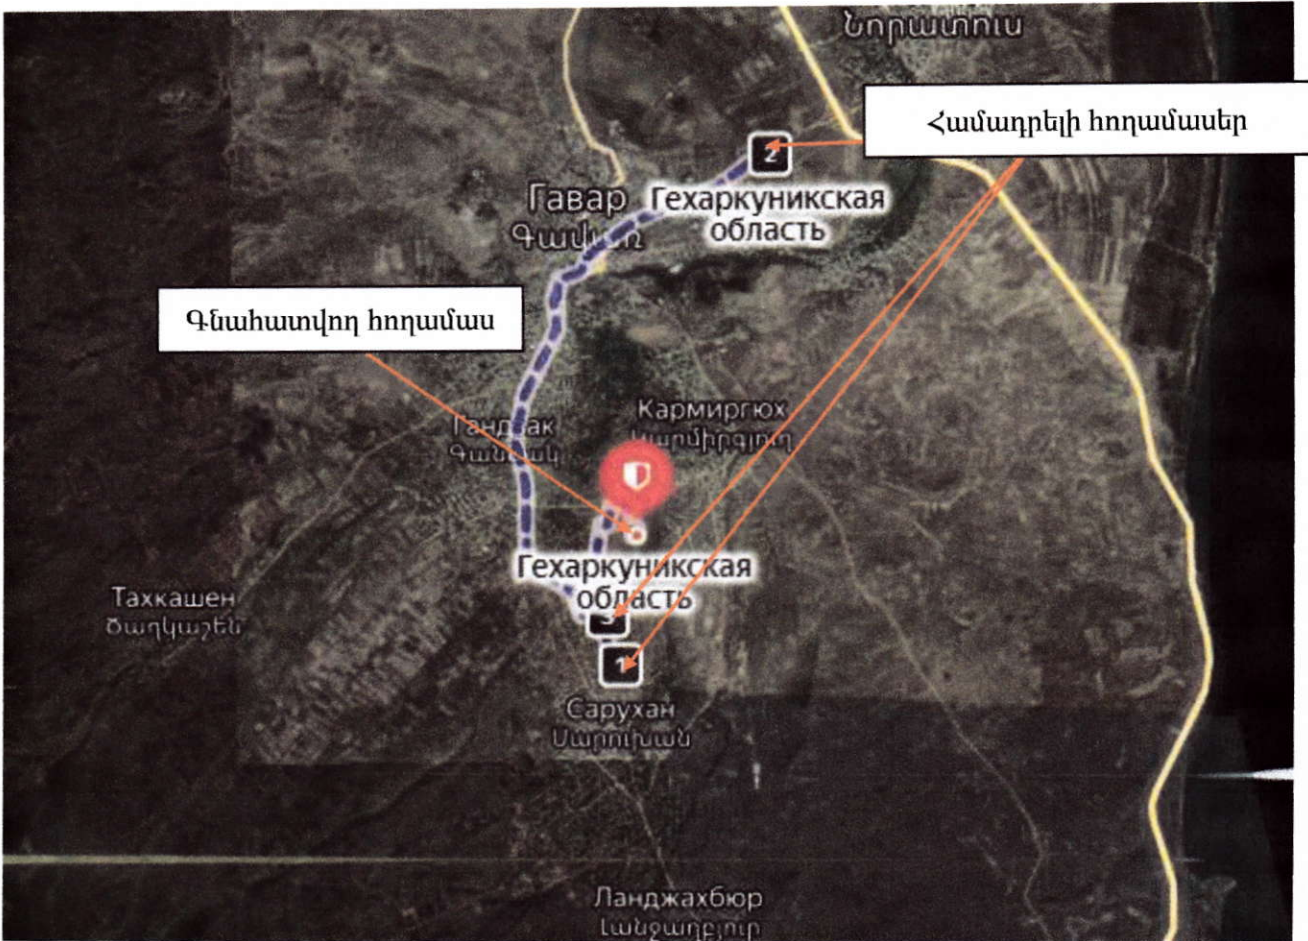 Նորատուս
Համադրելի հողամասեր
2
Гавар
Гехаркуникская
область
Գնահատվող հողամաս
Кармиргюх
Կարմիրգյուղ
Гехаркуникская
область
3
1
Тахкашен
Ծաղկաշեն
Сарухан
Սարուխան
Ланджахбюр
Լանջաղբյուր